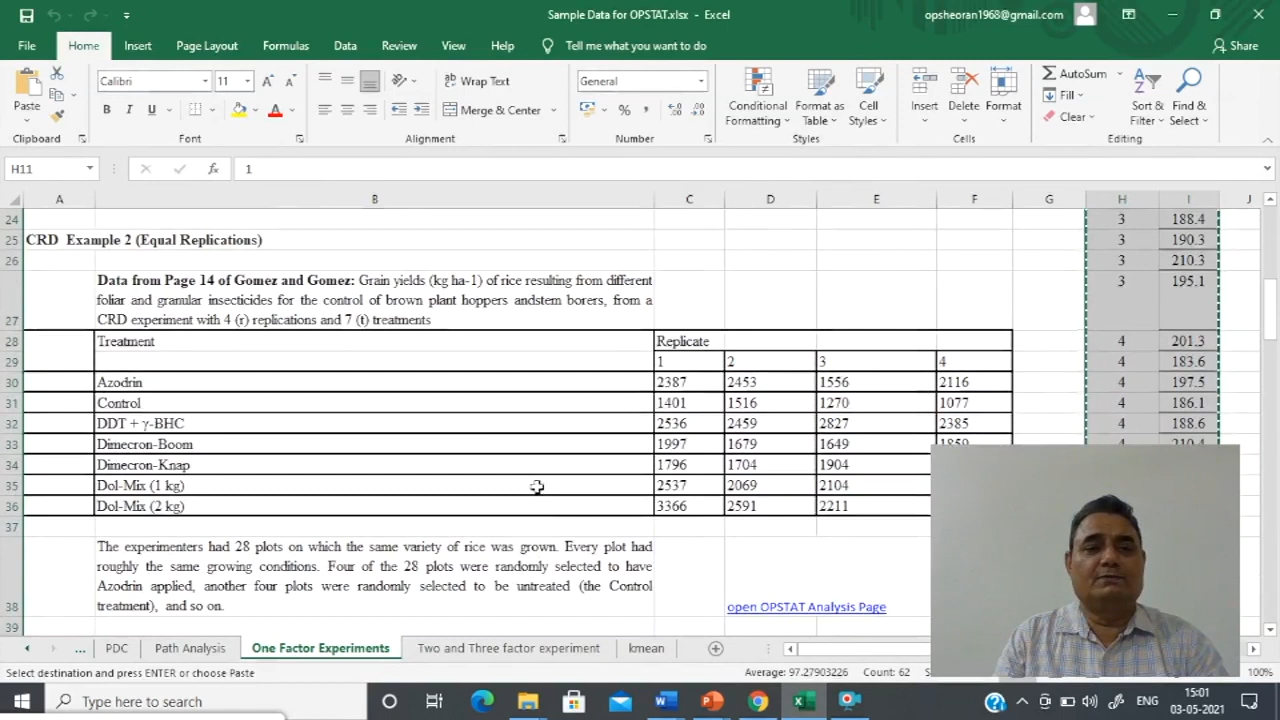 Sample Data for OPSTAT.xlsx - Excel
opsheoran1968@gmail.com
File Home Insert Page Layout Formulas Data Review View Help Tell me what you want to do Share
Calibri 11 Wrap Text General AutoSum
Paste Merge & Center Conditional Formatting Format as Table Cell Styles Insert Delete Format Fill Clear Sort & Filter Find & Select
B I U
Clipboard Font Alignment Number Styles Cells Editing
H11 fx 1
A B C D E F G H I J
24 3 188.4
25 CRD Example 2 (Equal Replications) 3 190.3
26 3 210.3
Data from Page 14 of Gomez and Gomez: Grain yields (kg ha-1) of rice resulting from different 3 195.1
foliar and granular insecticides for the control of brown plant hoppers andstem borers, from a
27 CRD experiment with 4 (r) replications and 7 (t) treatments
28 Treatment Replicate 4 201.3
29 1 2 3 4 4 183.6
30 Azodrin 2387 2453 1556 2116 4 197.5
31 Control 1401 1516 1270 1077 4 186.1
32 DDT + γ-BHC 2536 2459 2827 2385 4 188.6
33 Dimecron-Boom 1997 1679 1649 1859 4 210.4
34 Dimecron-Knap 1796 1704 1904
35 Dol-Mix (1 kg) 2537 2069 2104
36 Dol-Mix (2 kg) 3366 2591 2211
37
The experimenters had 28 plots on which the same variety of rice was grown. Every plot had
roughly the same growing conditions. Four of the 28 plots were randomly selected to have
Azodrin applied, another four plots were randomly selected to be untreated (the Control
38 treatment), and so on. open OPSTAT Analysis Page
39
... PDC Path Analysis One Factor Experiments Two and Three factor experiment kmean
Select destination and press ENTER or choose Paste Average: 97.27903226 Count: 62 100%
Type here to search ENG 15:01
03-05-2021